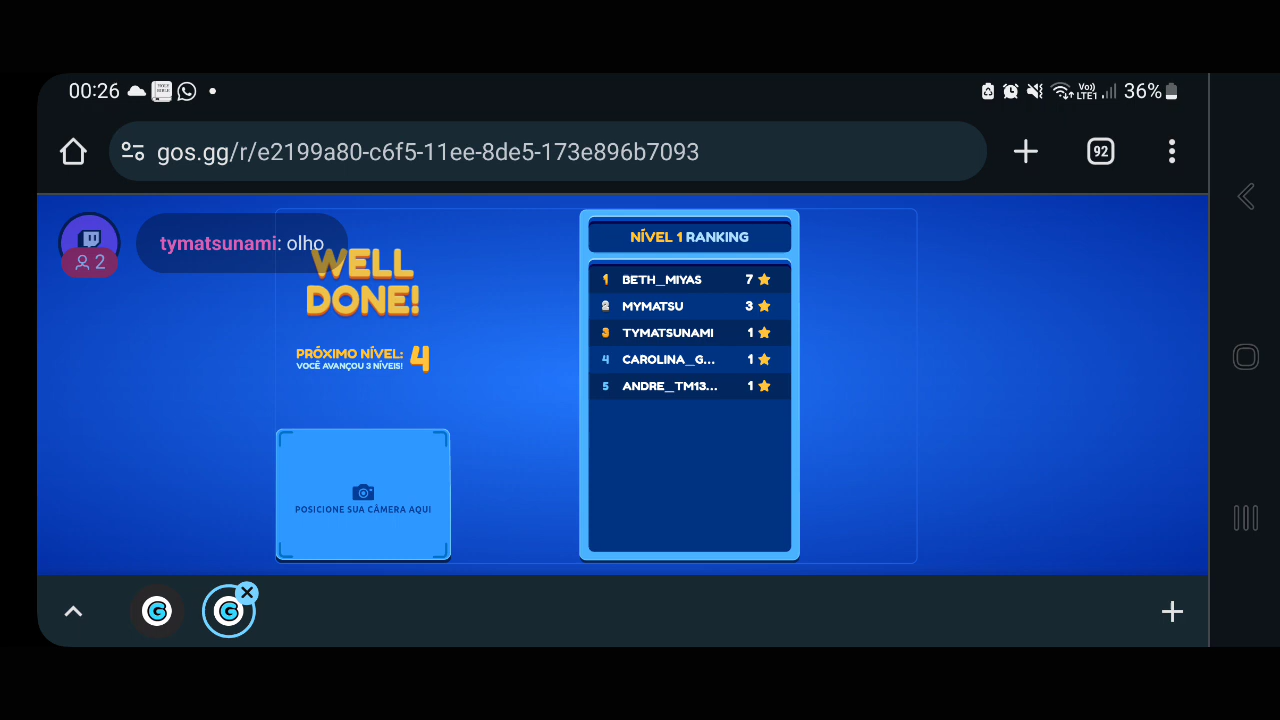 00:26
Vo))
LTE1
36%
gos.gg/r/e2199a80-c6f5-11ee-8de5-173e896b7093
92
2
tymatsunami: olho
WELL
DONE!
PRÓXIMO NÍVEL: 4
VOCÊ AVANÇOU 3 NÍVEIS!
POSICIONE SUA CÂMERA AQUI
NÍVEL 1 RANKING
1 BETH_MIYAS 7
2 MYMATSU 3
3 TYMATSUNAMI 1
4 CAROLINA_G... 1
5 ANDRE_TM13... 1
G
G